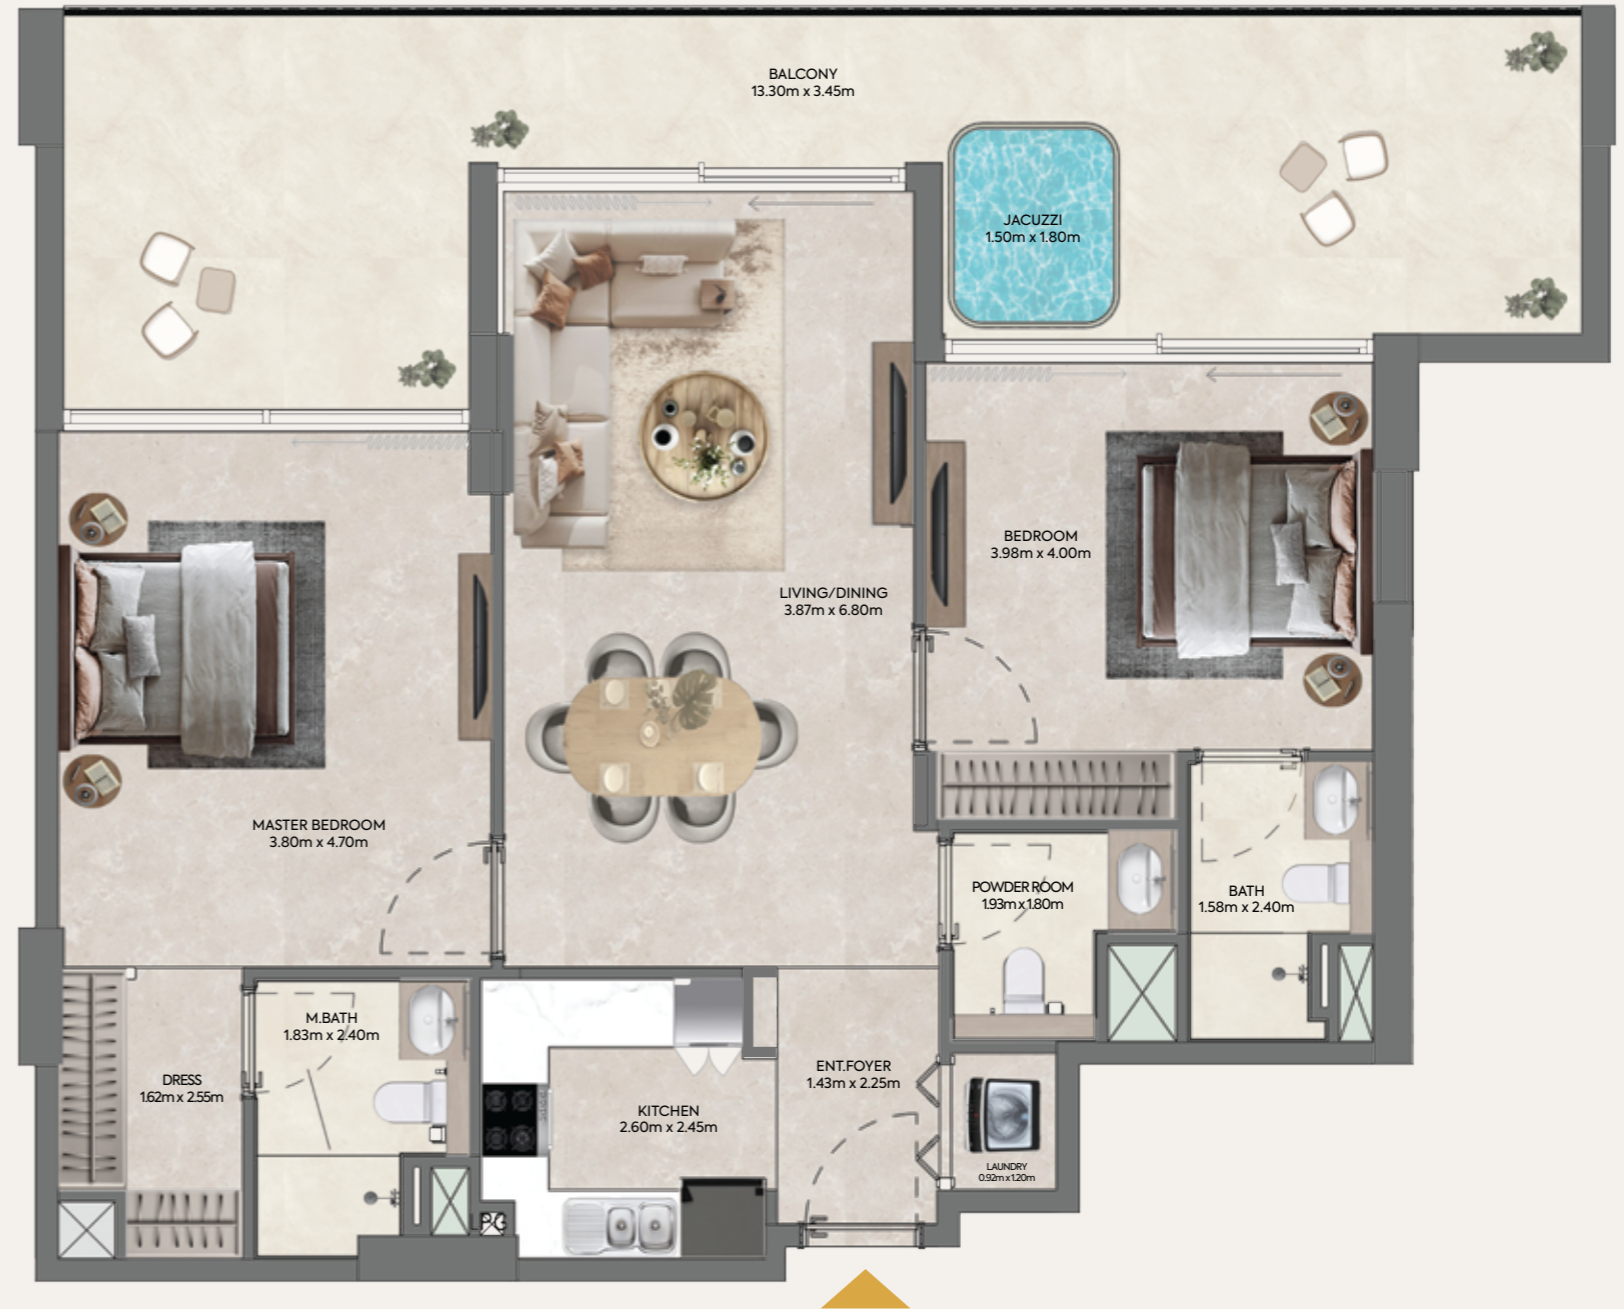 BALCONY
13.30m x 3.45m
JACUZZI
1.50m x 1.80m
BEDROOM
3.98m x 4.00m
LIVING/DINING
3.87m x 6.80m
MASTER BEDROOM
3.80m x 4.70m
POWDER ROOM
1.93m x 1.80m
BATH
1.58m x 2.40m
M.BATH
1.83m x 2.40m
DRESS
1.62m x 2.55m
KITCHEN
2.60m x 2.45m
ENT.FOYER
1.43m x 2.25m
LAUNDRY
0.92m x 1.20m